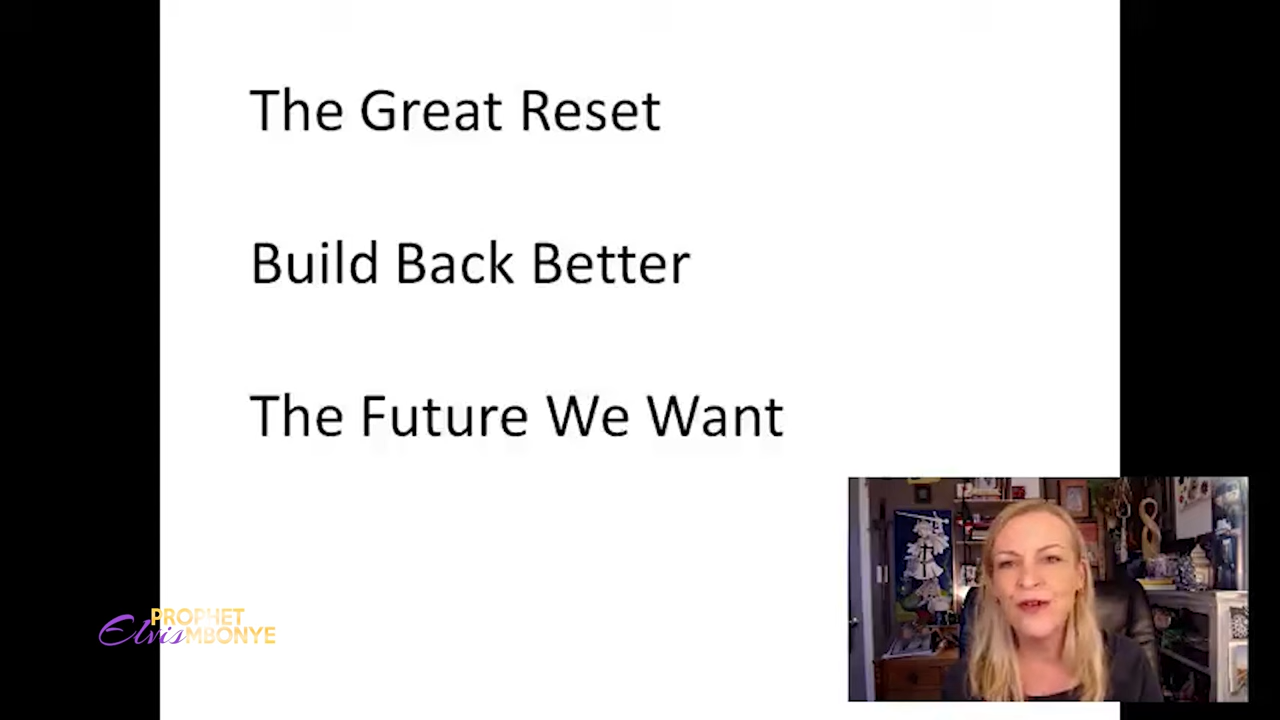 The Great Reset
Build Back Better
The Future We Want
PROPHET
Elvis MBONYE